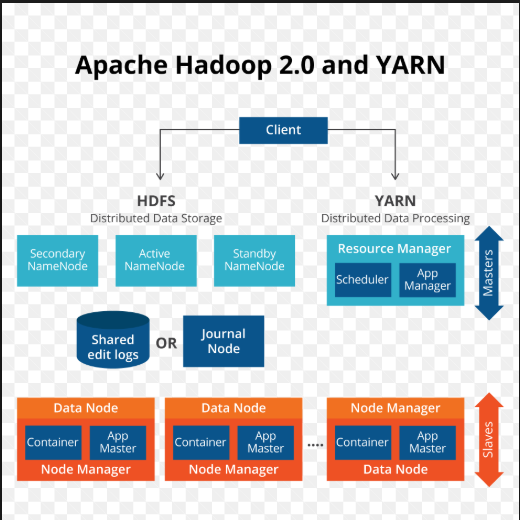 Apache Hadoop 2.0 and YARN
Client
HDFS
Distributed Data Storage
YARN
Distributed Data Processing
Secondary
NameNode
Active
NameNode
Standby
NameNode
Resource Manager
Scheduler
App
Manager
Masters
Shared
edit logs
OR
Journal
Node
Data Node
Container
App
Master
Node Manager
Data Node
Container
App
Master
Node Manager
....
Node Manager
Container
App
Master
Data Node
Slaves